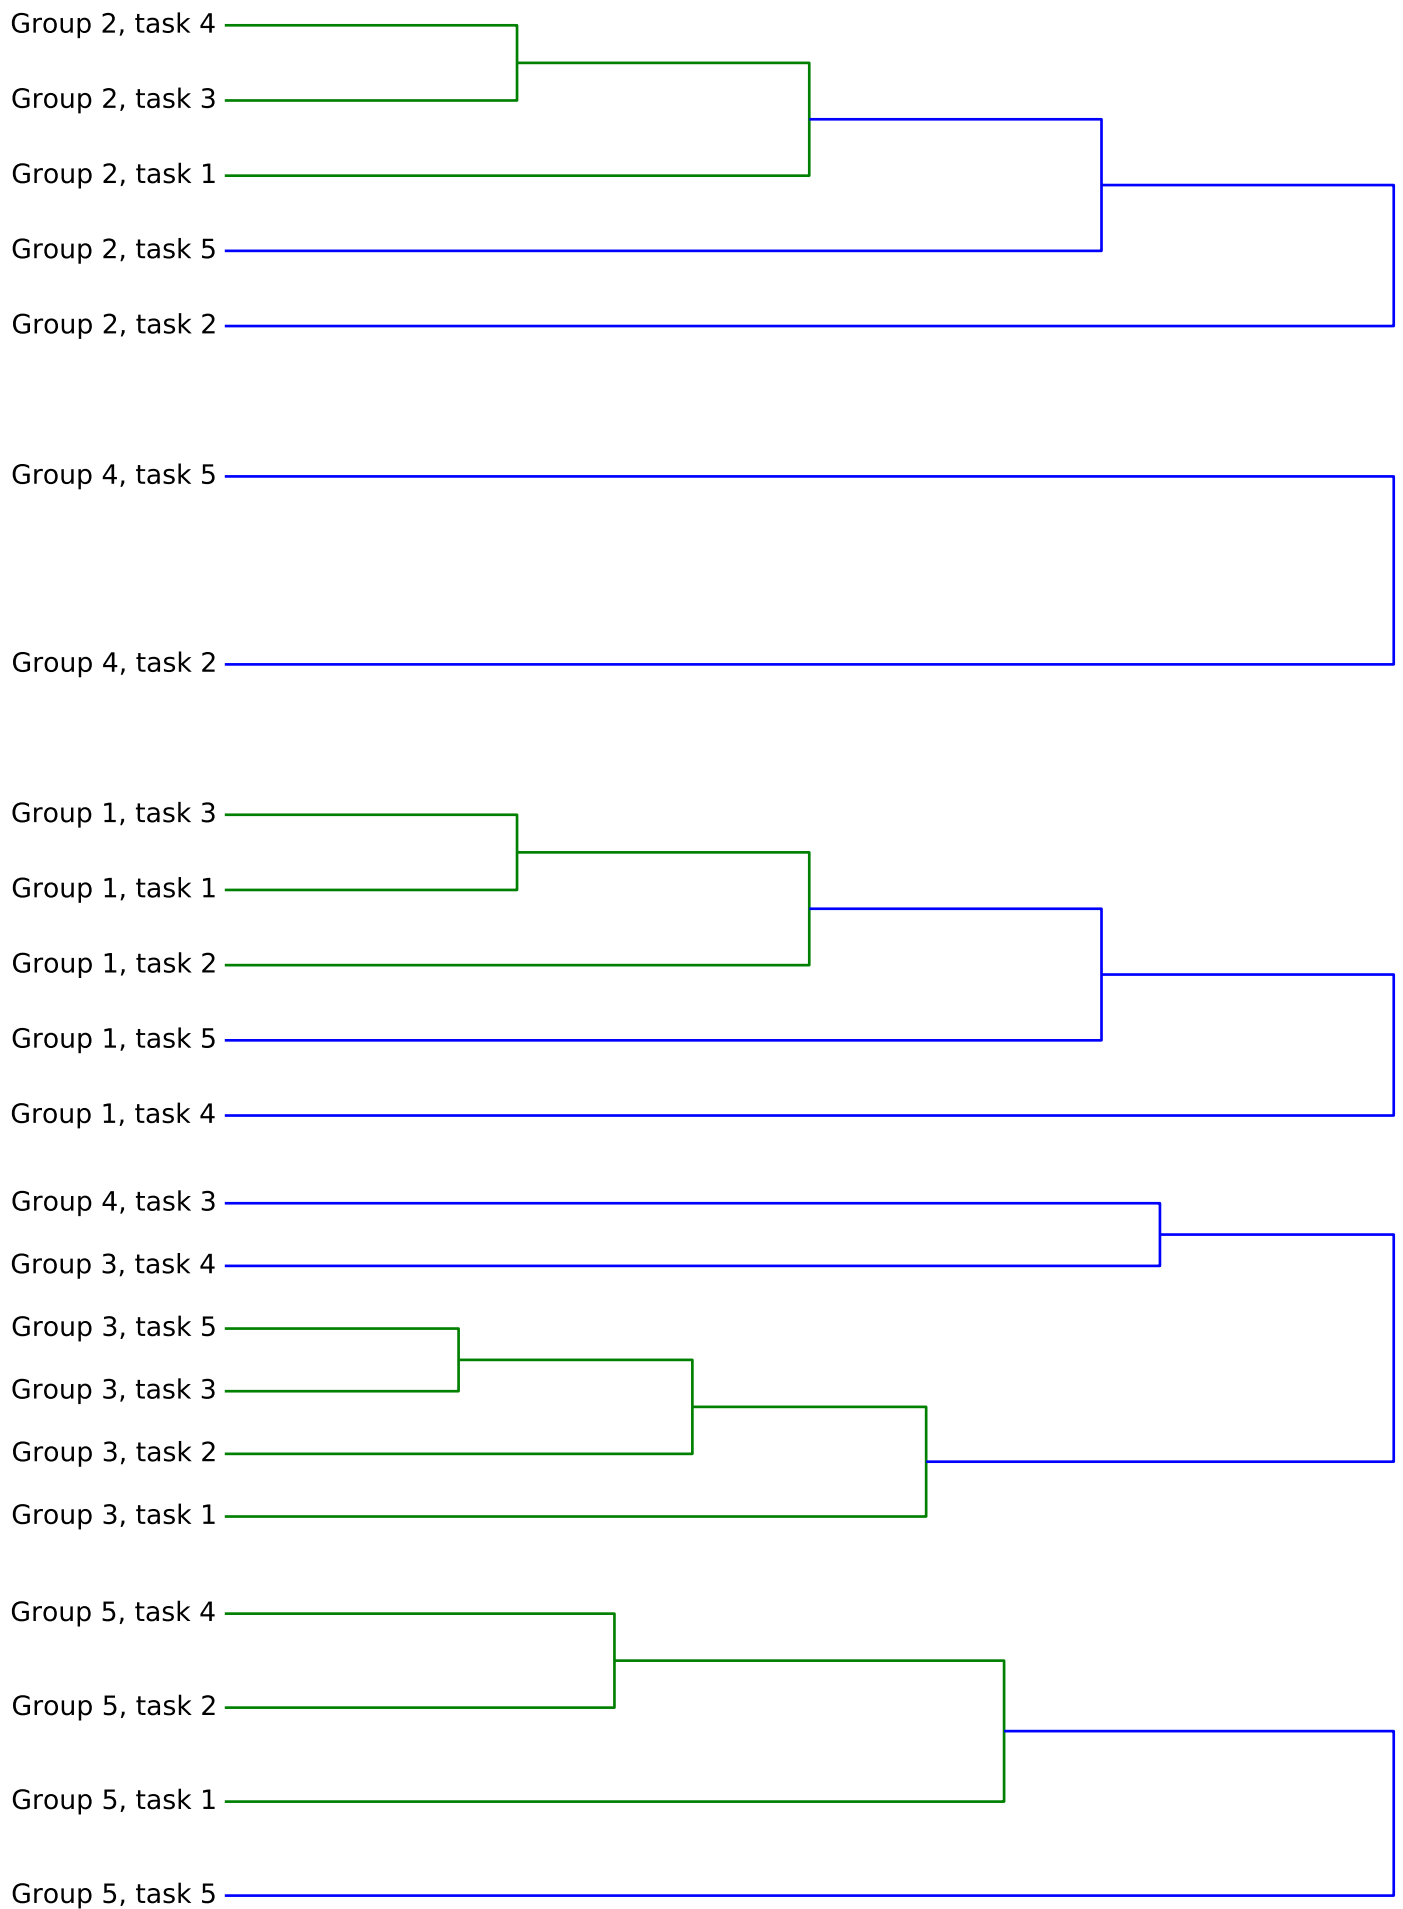 Group 2, task 4
Group 2, task 3
Group 2, task 1
Group 2, task 5
Group 2, task 2
Group 4, task 5
Group 4, task 2
Group 1, task 3
Group 1, task 1
Group 1, task 2
Group 1, task 5
Group 1, task 4
Group 4, task 3
Group 3, task 4
Group 3, task 5
Group 3, task 3
Group 3, task 2
Group 3, task 1
Group 5, task 4
Group 5, task 2
Group 5, task 1
Group 5, task 5